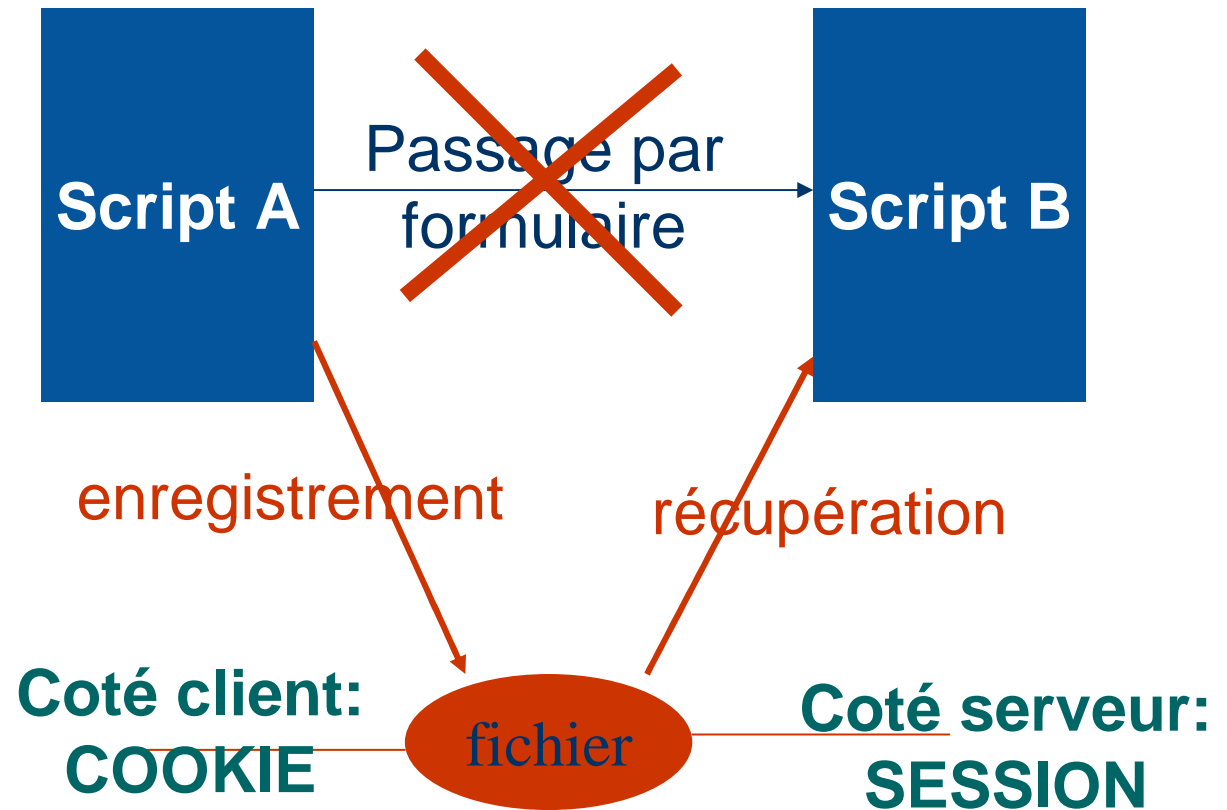 Passage par
formulaire
Script A
Script B
enregistrement
récupération
Coté client:
COOKIE
fichier
Coté serveur:
SESSION